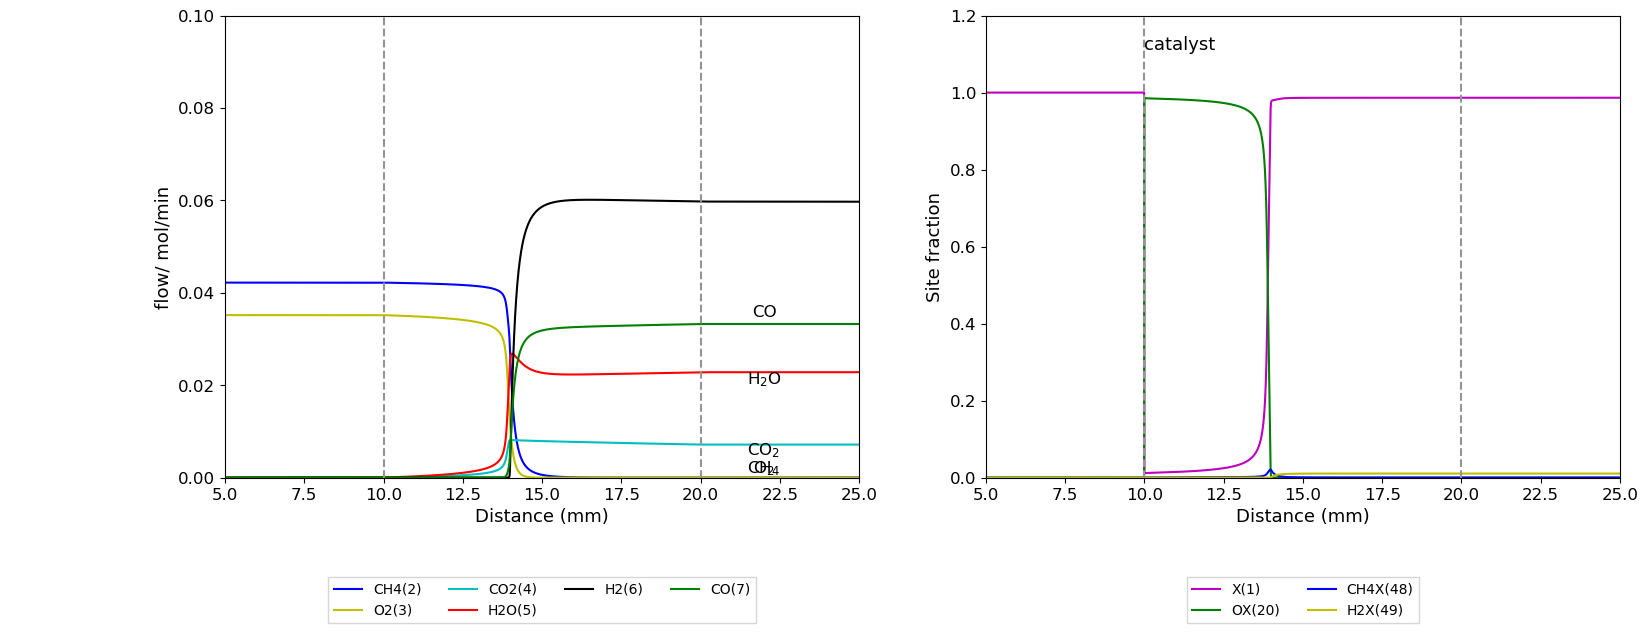 0.10
0.08
0.06
0.04
0.02
0.00
flow/ mol/min
CO
H₂O
CO₂
CH₄
5.0 7.5 10.0 12.5 15.0 17.5 20.0 22.5 25.0
Distance (mm)
CH4(2) CO2(4) H2(6) CO(7)
O2(3) H2O(5)
1.2
1.0
0.8
0.6
0.4
0.2
0.0
Site fraction
catalyst
5.0 7.5 10.0 12.5 15.0 17.5 20.0 22.5 25.0
Distance (mm)
X(1) CH4X(48)
OX(20) H2X(49)